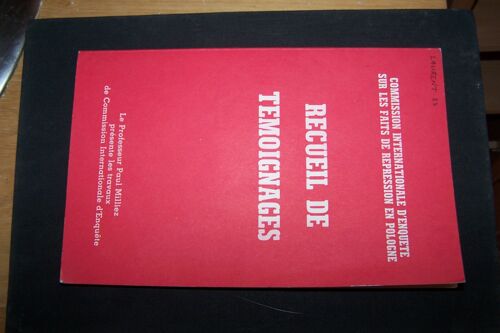 COMMISSION INTERNATIONALE D'ENQUETE
SUR LES FAITS DE REPRESSION EN POLOGNE
RECUEIL DE
TEMOIGNAGES
Le Professeur Paul Milliez
présente les travaux
de Commission Internationale d'Enquête